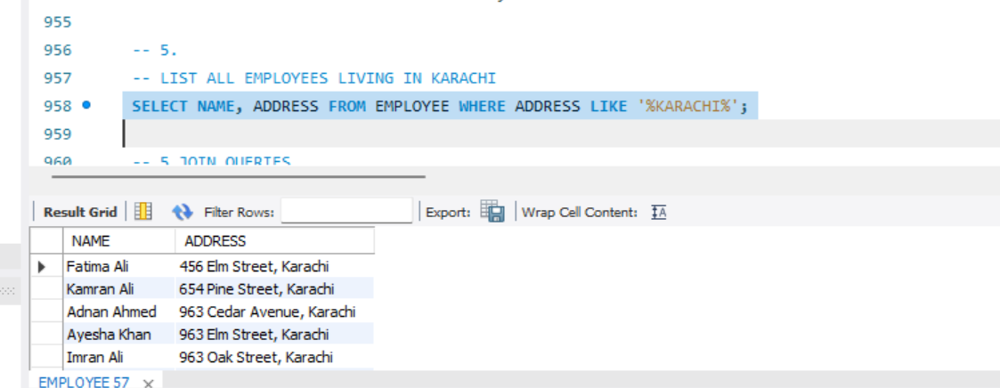 955
956 -- 5.
957 -- LIST ALL EMPLOYEES LIVING IN KARACHI
958 SELECT NAME, ADDRESS FROM EMPLOYEE WHERE ADDRESS LIKE '%KARACHI%';
959
960 -- 5 JOIN QUERIES
Result Grid Filter Rows: Export: Wrap Cell Content: IA
NAME ADDRESS
Fatima Ali 456 Elm Street, Karachi
Kamran Ali 654 Pine Street, Karachi
Adnan Ahmed 963 Cedar Avenue, Karachi
Ayesha Khan 963 Elm Street, Karachi
Imran Ali 963 Oak Street, Karachi
EMPLOYEE 57 ×